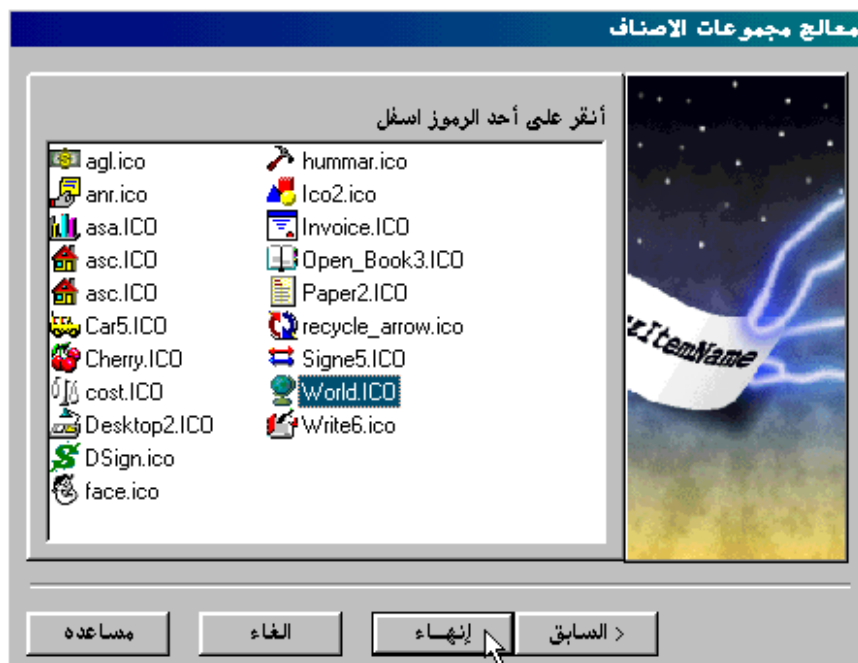 معالج مجموعات الاصناف
أنقر على أحد الرموز اسفل
agl.ico
anr.ico
asa.ICO
asc.ICO
asc.ICO
Car5.ICO
Cherry.ICO
cost.ICO
Desktop2.ICO
DSign.ico
face.ico
hummar.ico
Ico2.ico
Invoice.ICO
Open_Book3.ICO
Paper2.ICO
recycle_arrow.ico
Signe5.ICO
World.ICO
Write6.ico
< السابق
إنهـاء
الغاء
مساعده